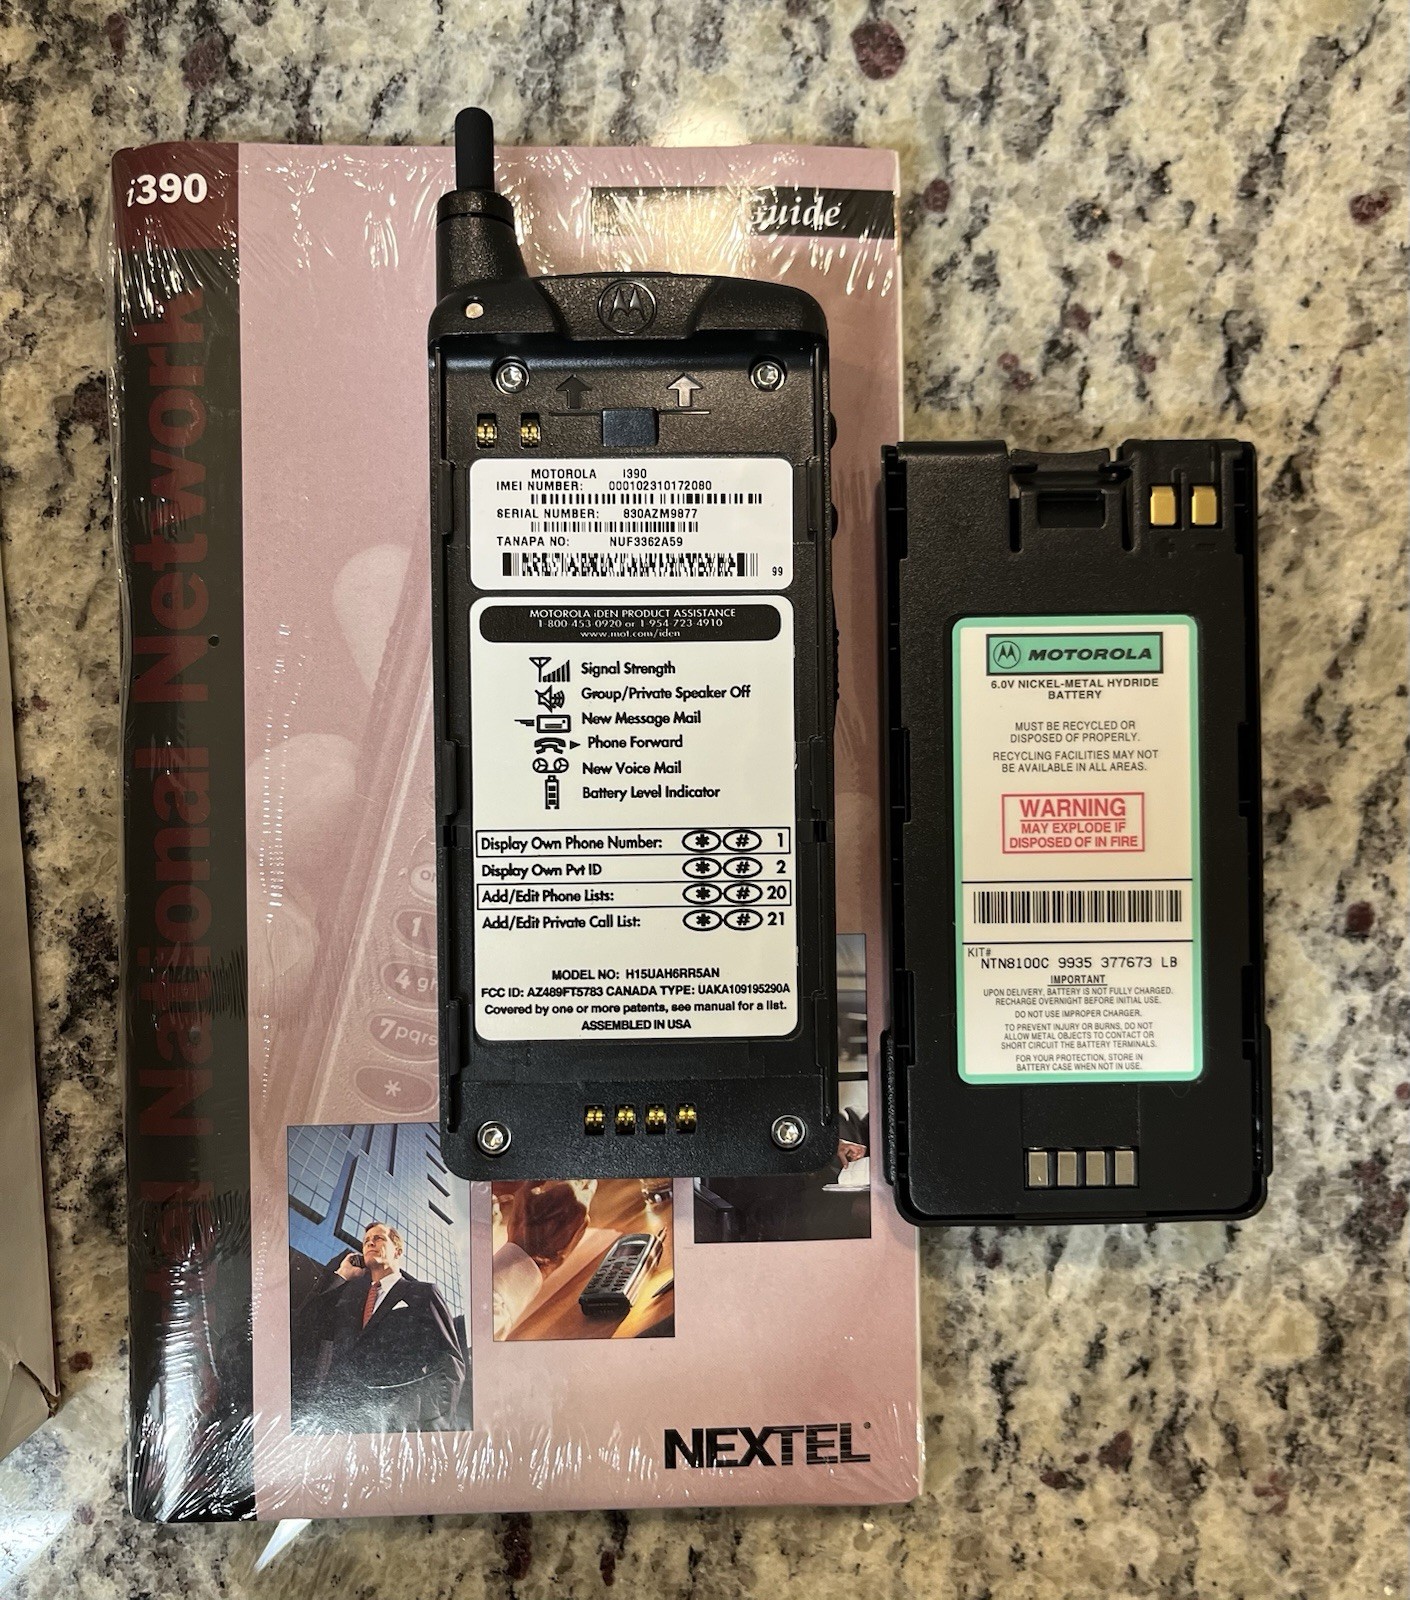 i390
User Guide
National Network
MOTOROLA I390
IMEI NUMBER: 000102310172080
SERIAL NUMBER: 830AZM9877
TANAPA NO: NUF3362A59
99
MOTOROLA iDEN PRODUCT ASSISTANCE
1-800-453-0920 or 1-954-723-4910
www.mot.com/iden
Signal Strength
Group/Private Speaker Off
New Message Mail
Phone Forward
New Voice Mail
Battery Level Indicator
Display Own Phone Number: * # 1
Display Own Pvt ID * # 2
Add/Edit Phone Lists: * # 20
Add/Edit Private Call List: * # 21
MODEL NO: H15UAH6RR5AN
FCC ID: AZ489FT5783 CANADA TYPE: UAKA109195290A
Covered by one or more patents, see manual for a list.
ASSEMBLED IN USA
on
1
4 gh
7pqrs
*
NEXTEL
MOTOROLA
6.0V NICKEL-METAL HYDRIDE
BATTERY
MUST BE RECYCLED OR
DISPOSED OF PROPERLY.
RECYCLING FACILITIES MAY NOT
BE AVAILABLE IN ALL AREAS.
WARNING
MAY EXPLODE IF
DISPOSED OF IN FIRE
KIT#
NTN8100C 9935 377673 LB
IMPORTANT
UPON DELIVERY, BATTERY IS NOT FULLY CHARGED.
RECHARGE OVERNIGHT BEFORE INITIAL USE.
DO NOT USE IMPROPER CHARGER.
TO PREVENT INJURY OR BURNS, DO NOT
ALLOW METAL OBJECTS TO CONTACT OR
SHORT CIRCUIT THE BATTERY TERMINALS.
FOR YOUR PROTECTION, STORE IN
BATTERY CASE WHEN NOT IN USE.